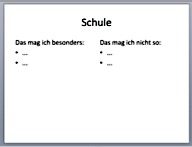 Schule
Das mag ich besonders:
• ...
• ...
Das mag ich nicht so:
• ...
• ...